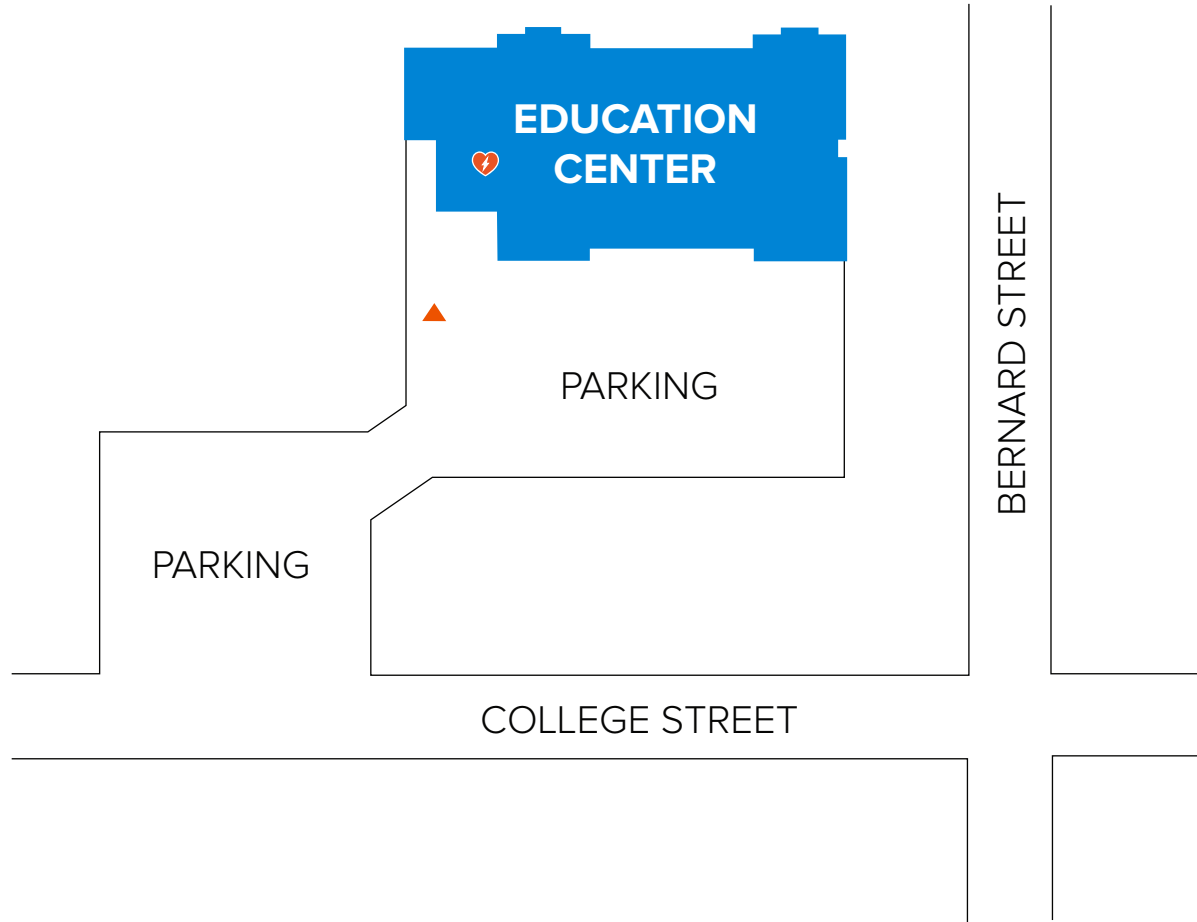 EDUCATION
CENTER
PARKING
BERNARD STREET
PARKING
COLLEGE STREET